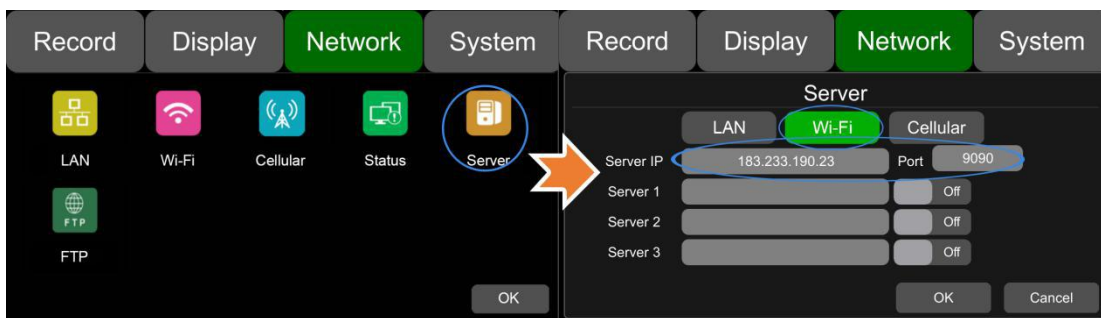 Record Display Network System
LAN Wi-Fi Cellular Status Server
FTP
FTP
OK
Record Display Network System
Server
LAN Wi-Fi Cellular
Server IP 183.233.190.23 Port 9090
Server 1 Off
Server 2 Off
Server 3 Off
OK Cancel